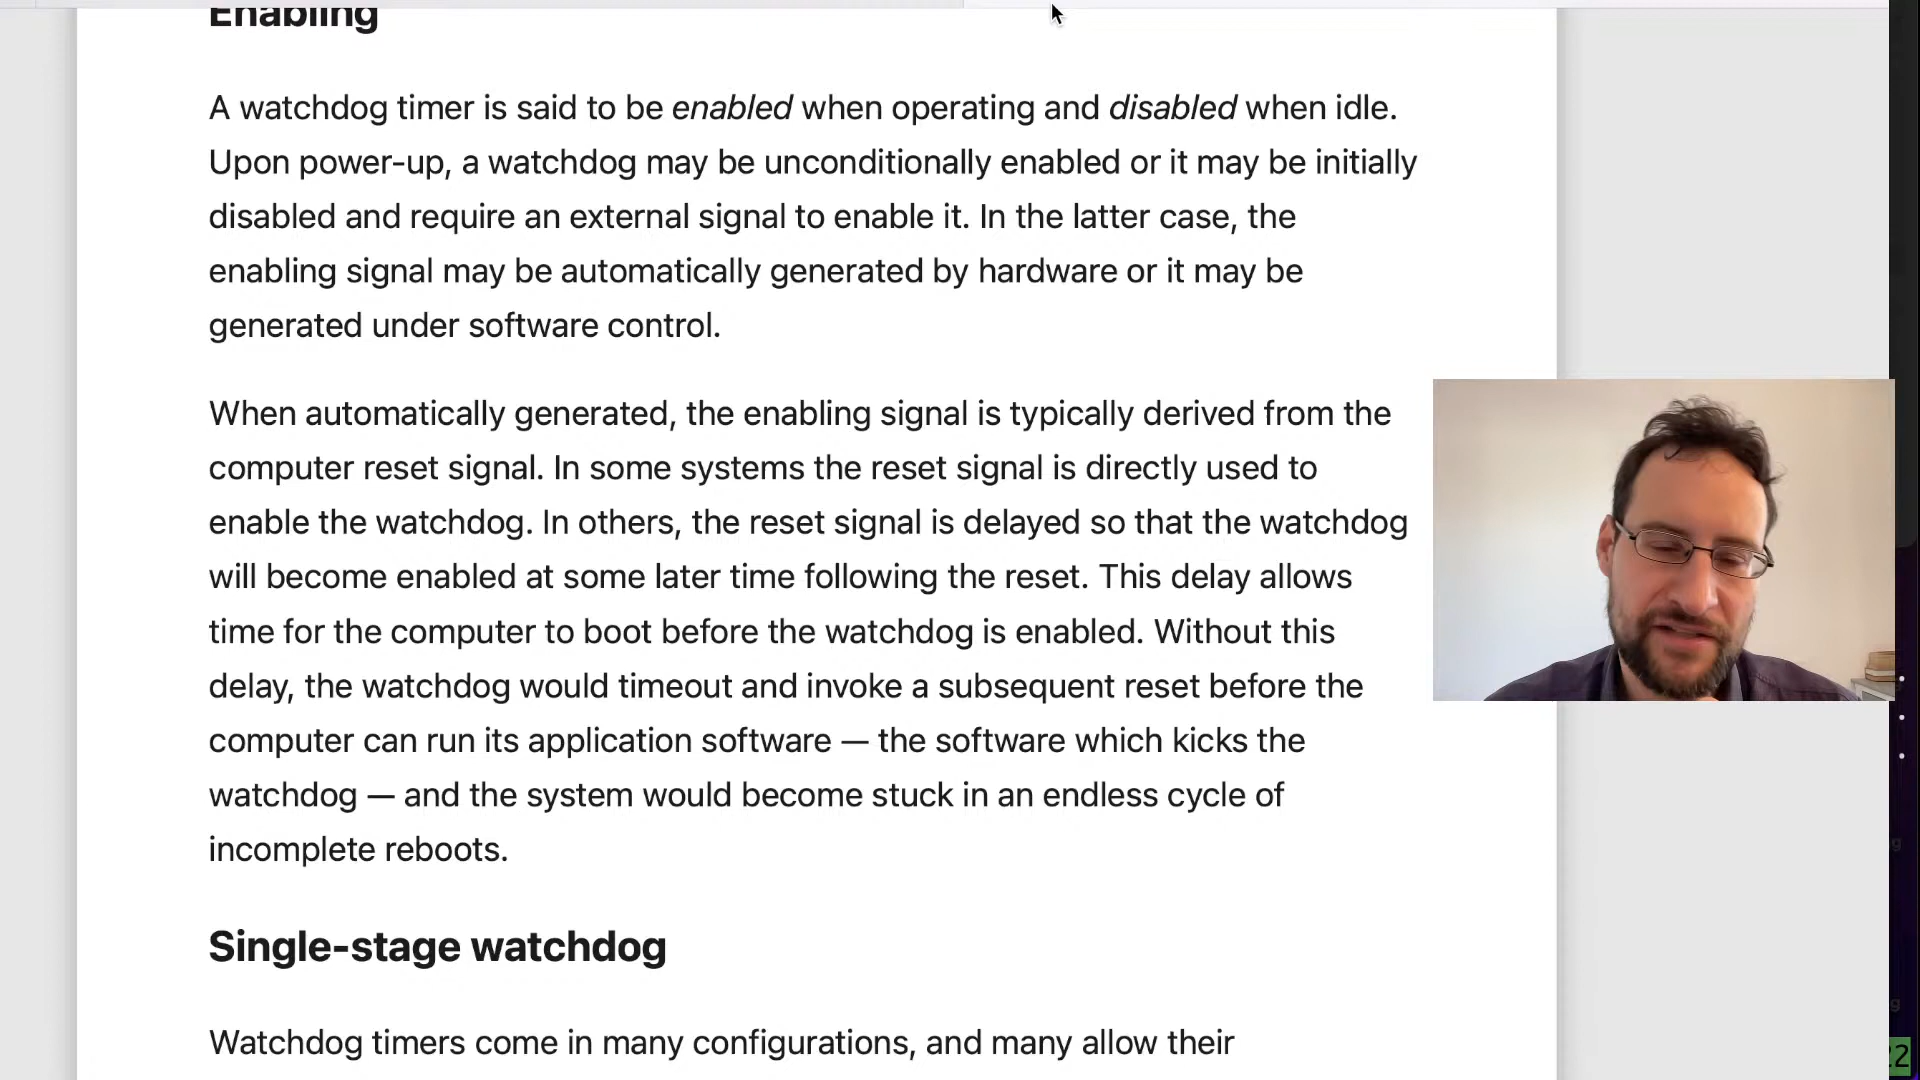 Enabling
A watchdog timer is said to be enabled when operating and disabled when idle.
Upon power-up, a watchdog may be unconditionally enabled or it may be initially
disabled and require an external signal to enable it. In the latter case, the
enabling signal may be automatically generated by hardware or it may be
generated under software control.
When automatically generated, the enabling signal is typically derived from the
computer reset signal. In some systems the reset signal is directly used to
enable the watchdog. In others, the reset signal is delayed so that the watchdog
will become enabled at some later time following the reset. This delay allows
time for the computer to boot before the watchdog is enabled. Without this
delay, the watchdog would timeout and invoke a subsequent reset before the
computer can run its application software — the software which kicks the
watchdog — and the system would become stuck in an endless cycle of
incomplete reboots.
Single-stage watchdog
Watchdog timers come in many configurations, and many allow their